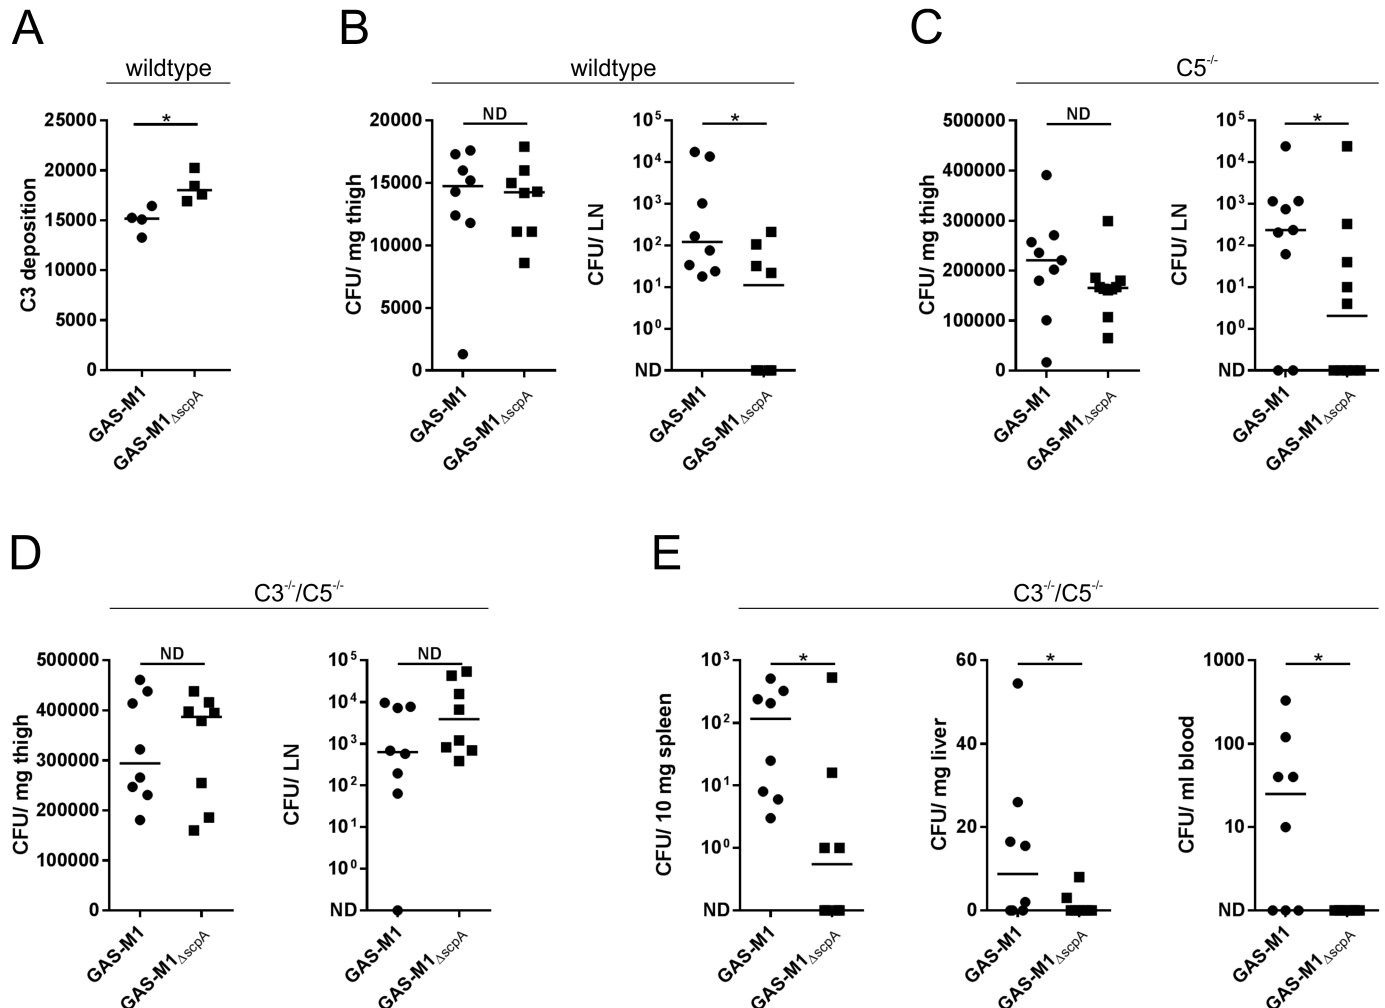 A
wildtype
*
C3 deposition
25000
20000
15000
10000
5000
0
GAS-M1
GAS-M1ΔscpA
B
wildtype
ND
CFU/ mg thigh
20000
15000
10000
5000
0
GAS-M1
GAS-M1ΔscpA
*
CFU/ LN
10⁵
10⁴
10³
10²
10¹
10⁰
ND
GAS-M1
GAS-M1ΔscpA
C
C5⁻/⁻
ND
CFU/ mg thigh
500000
400000
300000
200000
100000
0
GAS-M1
GAS-M1ΔscpA
*
CFU/ LN
10⁵
10⁴
10³
10²
10¹
10⁰
ND
GAS-M1
GAS-M1ΔscpA
D
C3⁻/⁻/C5⁻/⁻
ND
CFU/ mg thigh
500000
400000
300000
200000
100000
0
GAS-M1
GAS-M1ΔscpA
ND
CFU/ LN
10⁵
10⁴
10³
10²
10¹
10⁰
ND
GAS-M1
GAS-M1ΔscpA
E
C3⁻/⁻/C5⁻/⁻
*
CFU/ 10 mg spleen
10³
10²
10¹
10⁰
ND
GAS-M1
GAS-M1ΔscpA
*
CFU/ mg liver
60
40
20
0
GAS-M1
GAS-M1ΔscpA
*
CFU/ ml blood
1000
100
10
ND
GAS-M1
GAS-M1ΔscpA